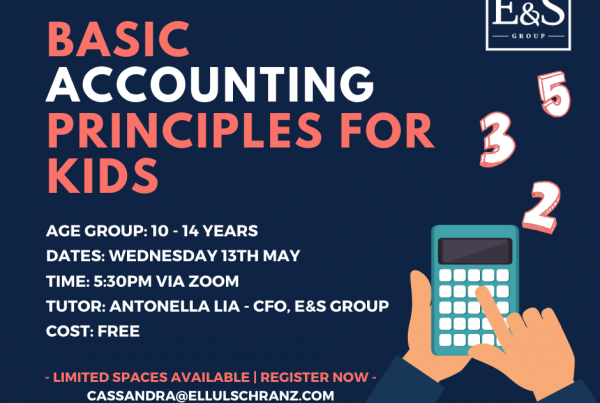 E&S
GROUP
BASIC
ACCOUNTING
PRINCIPLES FOR
KIDS
5
3
2
AGE GROUP: 10 - 14 YEARS
DATES: WEDNESDAY 13TH MAY
TIME: 5:30PM VIA ZOOM
TUTOR: ANTONELLA LIA - CFO, E&S GROUP
COST: FREE
- LIMITED SPACES AVAILABLE | REGISTER NOW -
CASSANDRA@ELLULSCHRANZ.COM